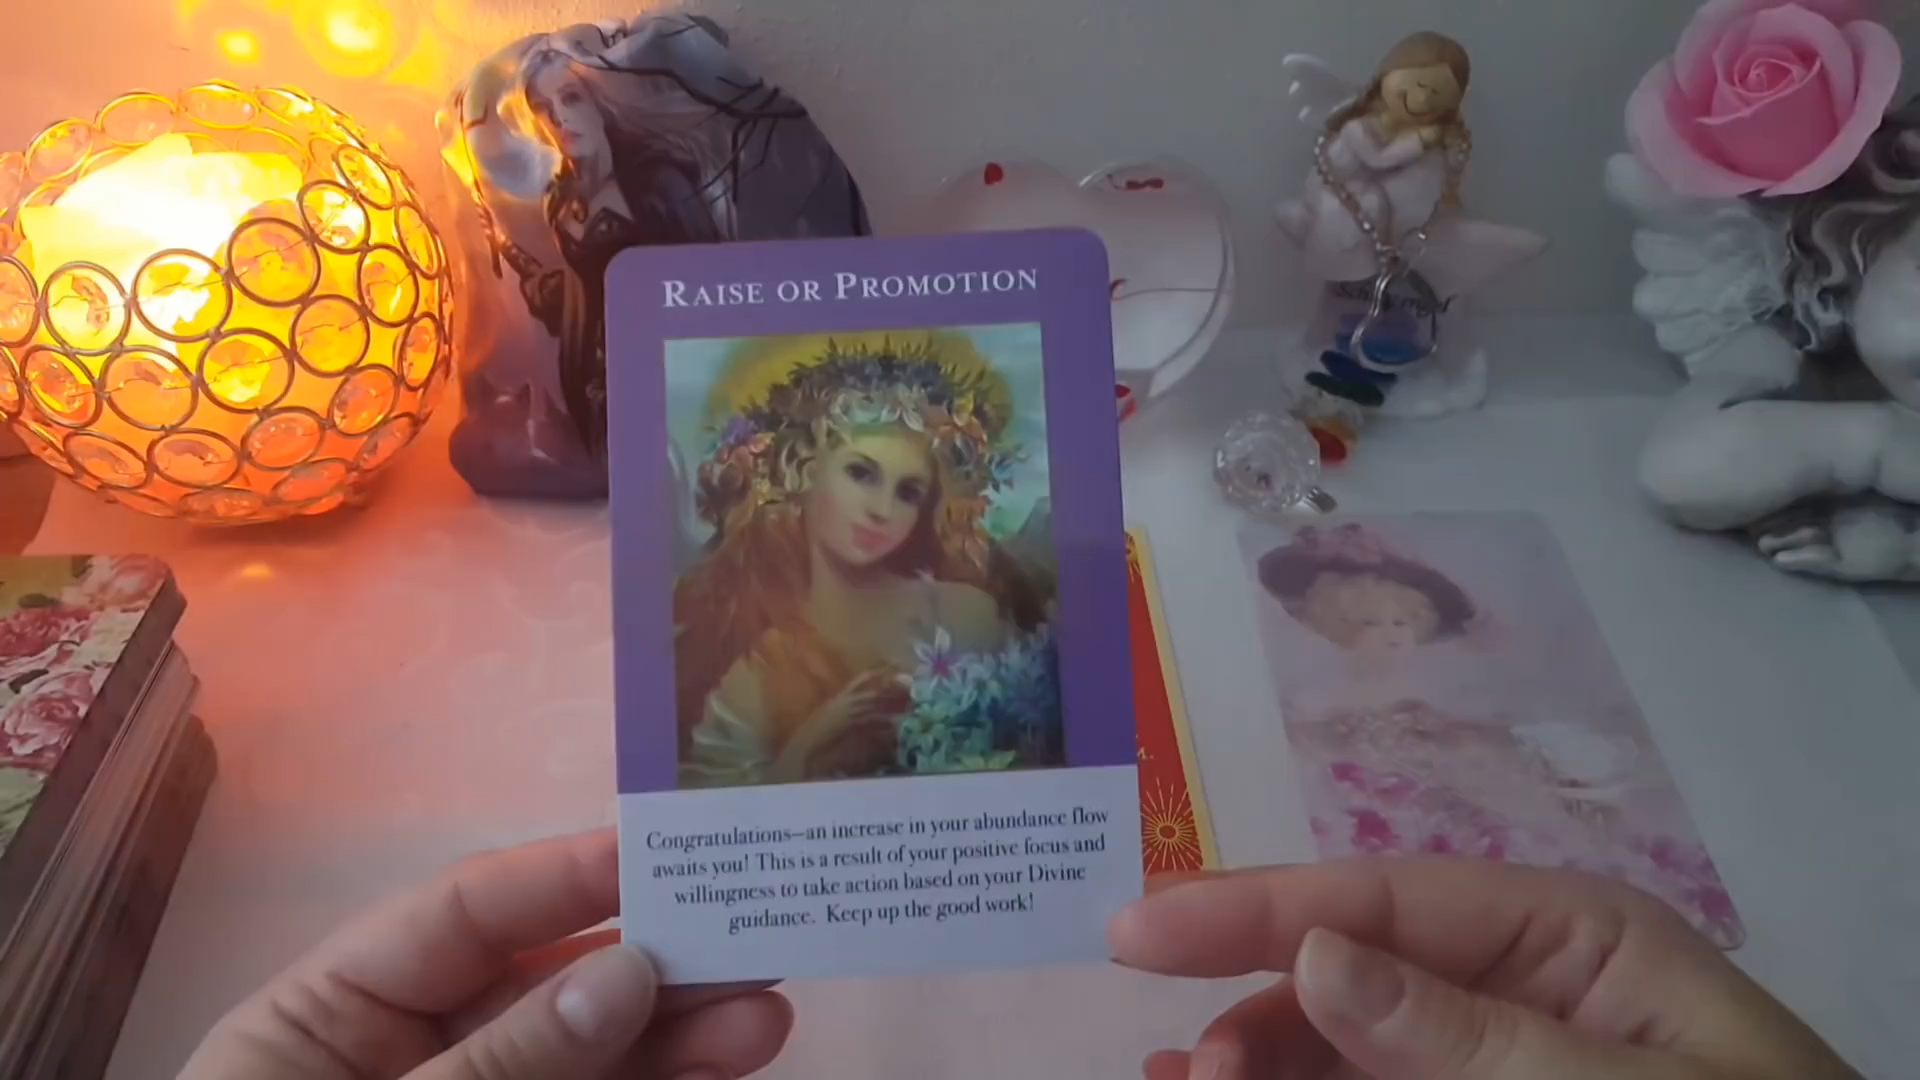 RAISE OR PROMOTION
Congratulations—an increase in your abundance flow
awaits you! This is a result of your positive focus and
willingness to take action based on your Divine
guidance. Keep up the good work!